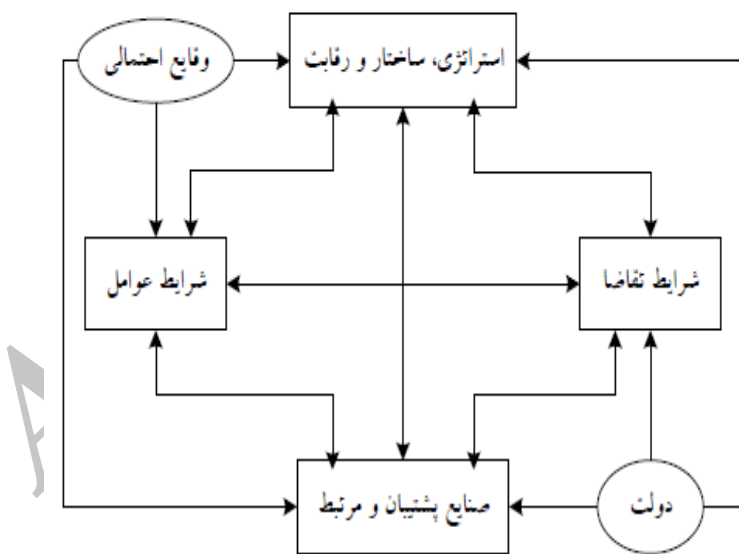 وقایع احتمالی
استراتژی، ساختار و رقابت
شرایط تقاضا
شرایط عوامل
صنایع پشتیبان و مرتبط
دولت